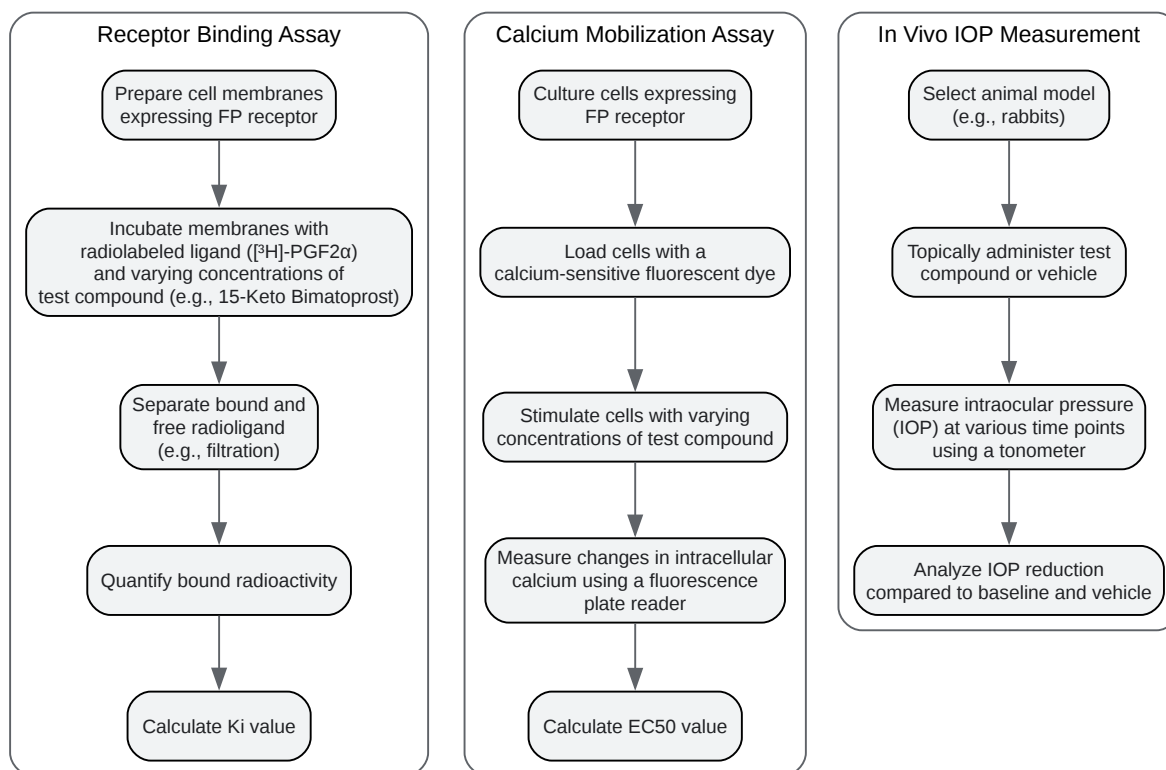 Receptor Binding Assay
Prepare cell membranes
expressing FP receptor
Incubate membranes with
radiolabeled ligand ([³H]-PGF2α)
and varying concentrations of
test compound (e.g., 15-Keto Bimatoprost)
Separate bound and
free radioligand
(e.g., filtration)
Quantify bound radioactivity
Calculate Ki value
Calcium Mobilization Assay
Culture cells expressing
FP receptor
Load cells with a
calcium-sensitive fluorescent dye
Stimulate cells with varying
concentrations of test compound
Measure changes in intracellular
calcium using a fluorescence
plate reader
Calculate EC50 value
In Vivo IOP Measurement
Select animal model
(e.g., rabbits)
Topically administer test
compound or vehicle
Measure intraocular pressure
(IOP) at various time points
using a tonometer
Analyze IOP reduction
compared to baseline and vehicle